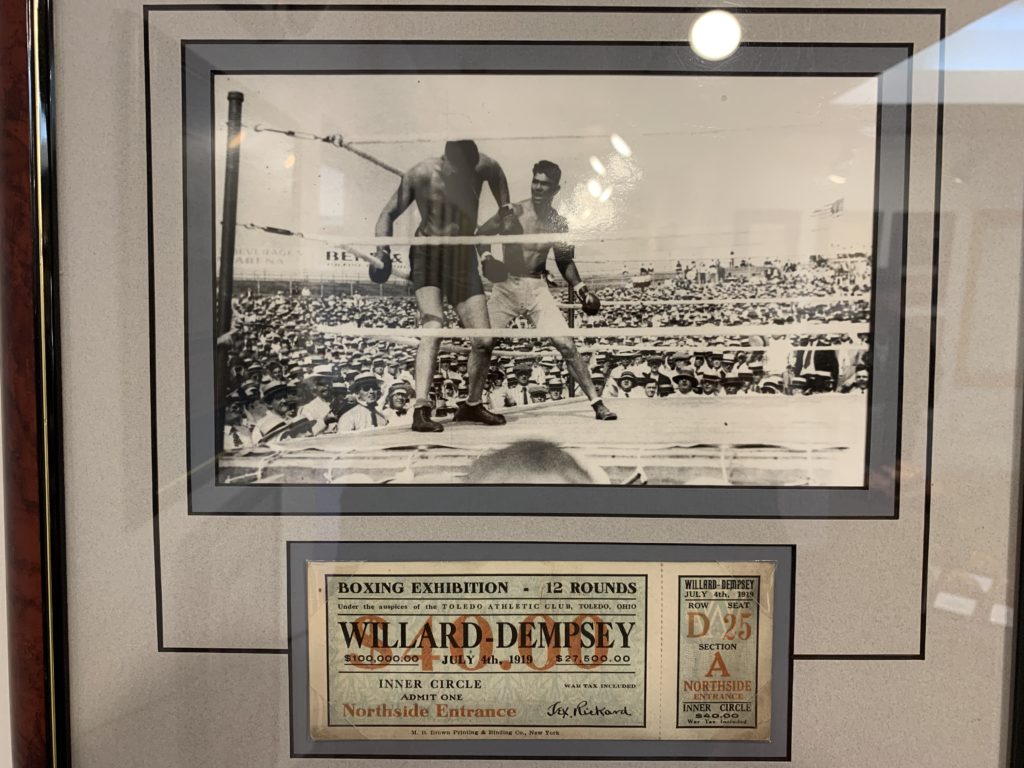 BEVERAGES
ARENA
BOXING EXHIBITION - 12 ROUNDS
Under the auspices of the TOLEDO ATHLETIC CLUB, TOLEDO, OHIO
$40.00
WILLARD-DEMPSEY
$100,000.00 JULY 4th, 1919 $27,500.00
INNER CIRCLE WAR TAX INCLUDED
ADMIT ONE
Northside Entrance Tex Rickard
M. B. Brown Printing & Binding Co., New York
WILLARD-DEMPSEY
JULY 4th, 1919
ROW SEAT
D 25
SECTION
A
NORTHSIDE
ENTRANCE
INNER CIRCLE
$40.00
War Tax Included